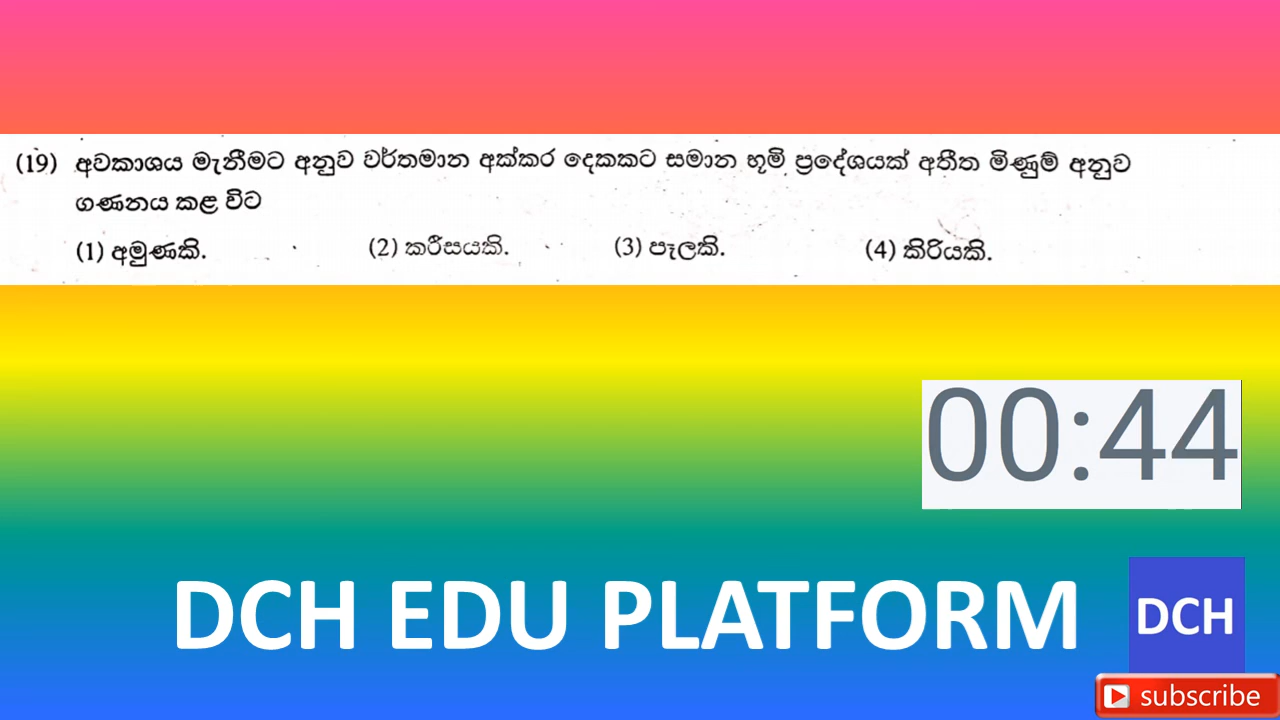 (19) අවකාශය මැනීමට අනුව වර්තමාන අක්කර දෙකකට සමාන භූමි ප්‍රදේශයක් අතීත මිණුම් අනුව
ගණනය කළ විට
(1) අමුණකි. (2) කරීසයකි. (3) පෑලකි. (4) කිරියකි.
00:44
DCH EDU PLATFORM
DCH
subscribe